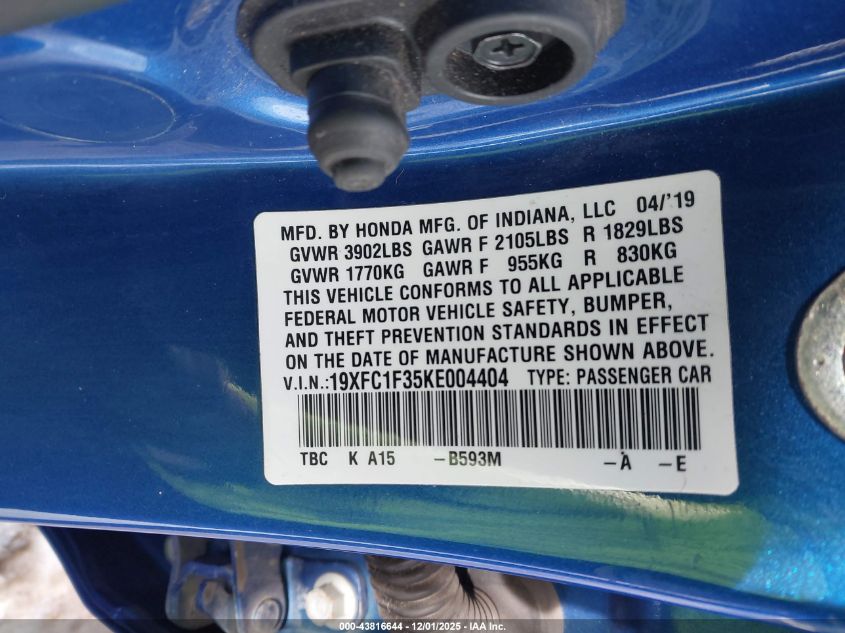 MFD. BY HONDA MFG. OF INDIANA, LLC 04/'19
GVWR 3902LBS GAWR F 2105LBS R 1829LBS
GVWR 1770KG GAWR F 955KG R 830KG
THIS VEHICLE CONFORMS TO ALL APPLICABLE
FEDERAL MOTOR VEHICLE SAFETY, BUMPER,
AND THEFT PREVENTION STANDARDS IN EFFECT
ON THE DATE OF MANUFACTURE SHOWN ABOVE.
V.I.N.:19XFC1F35KE004404 TYPE: PASSENGER CAR
TBC K A15 -B593M -A -E
000-43816644 - 12/01/2025 - IAA Inc.